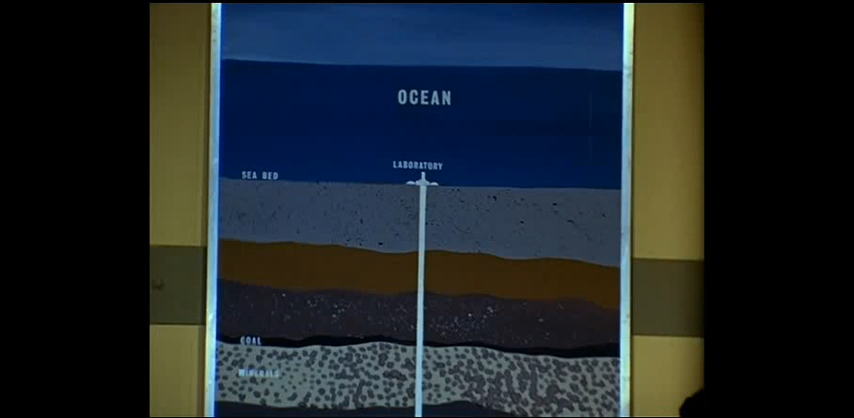 OCEAN
LABORATORY
SEA BED
COAL
MINERALS